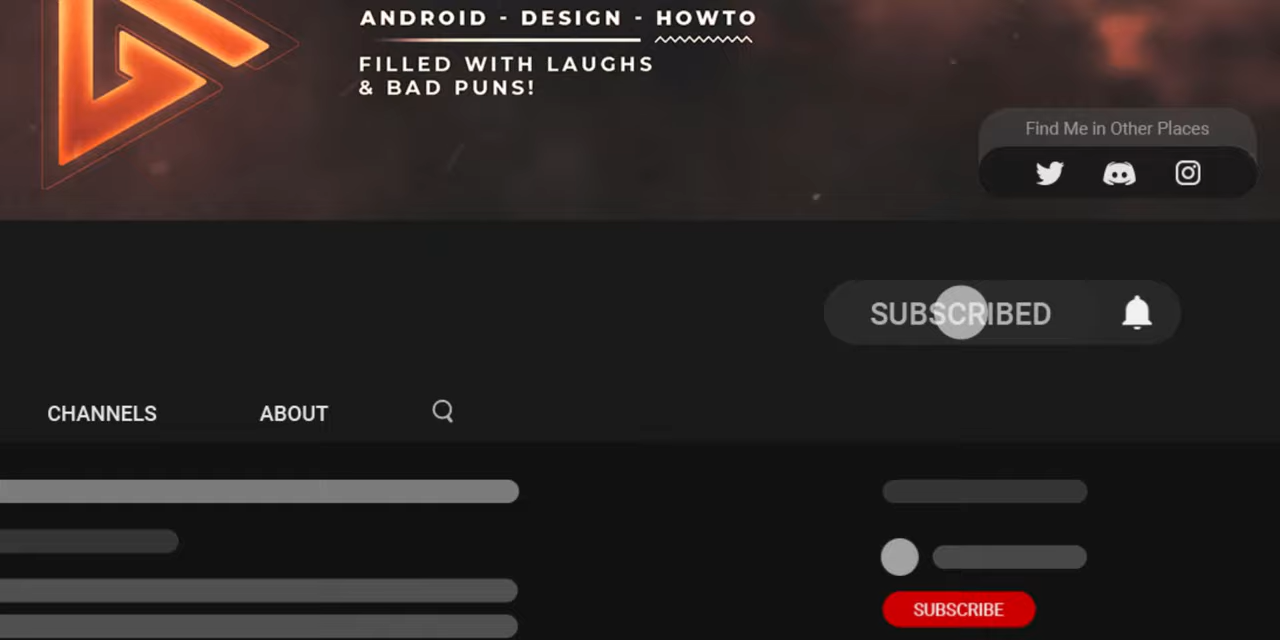 ANDROID - DESIGN - HOWTO
FILLED WITH LAUGHS
& BAD PUNS!
Find Me in Other Places
SUBSCRIBED
CHANNELS ABOUT
SUBSCRIBE